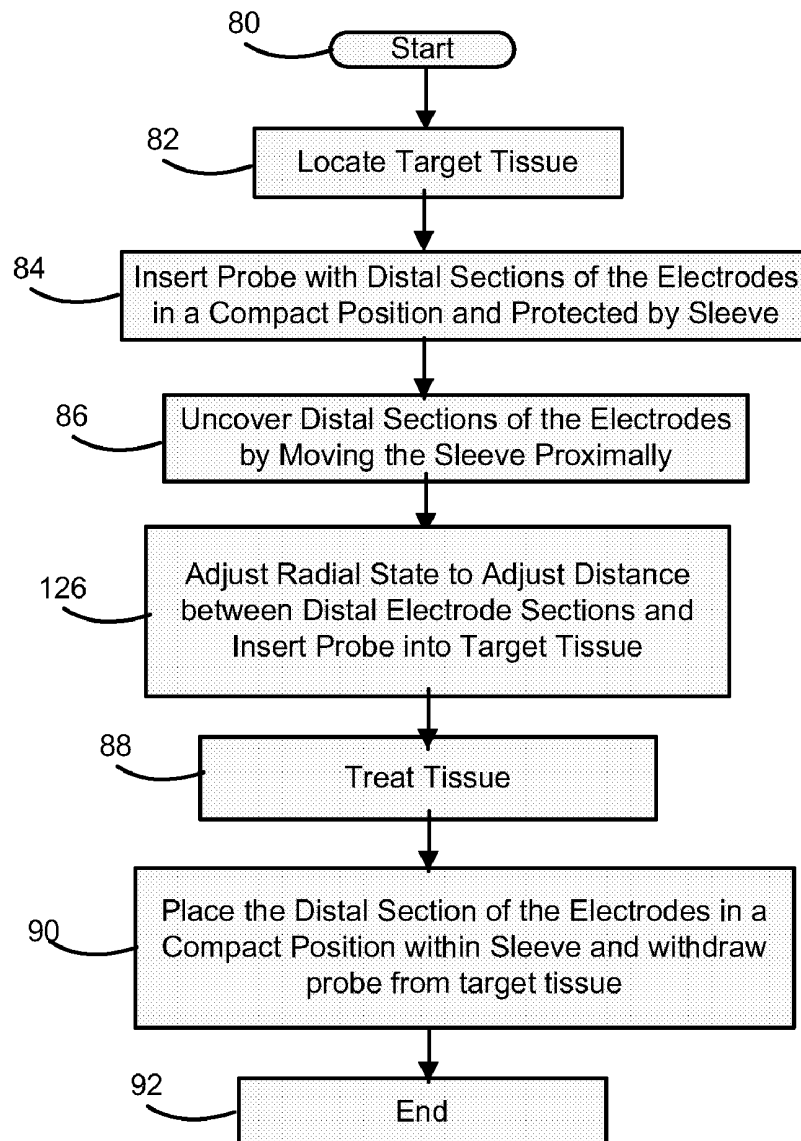 80
Start
82
Locate Target Tissue
84
Insert Probe with Distal Sections of the Electrodes
in a Compact Position and Protected by Sleeve
86
Uncover Distal Sections of the Electrodes
by Moving the Sleeve Proximally
126
Adjust Radial State to Adjust Distance
between Distal Electrode Sections and
Insert Probe into Target Tissue
88
Treat Tissue
90
Place the Distal Section of the Electrodes in a
Compact Position within Sleeve and withdraw
probe from target tissue
92
End